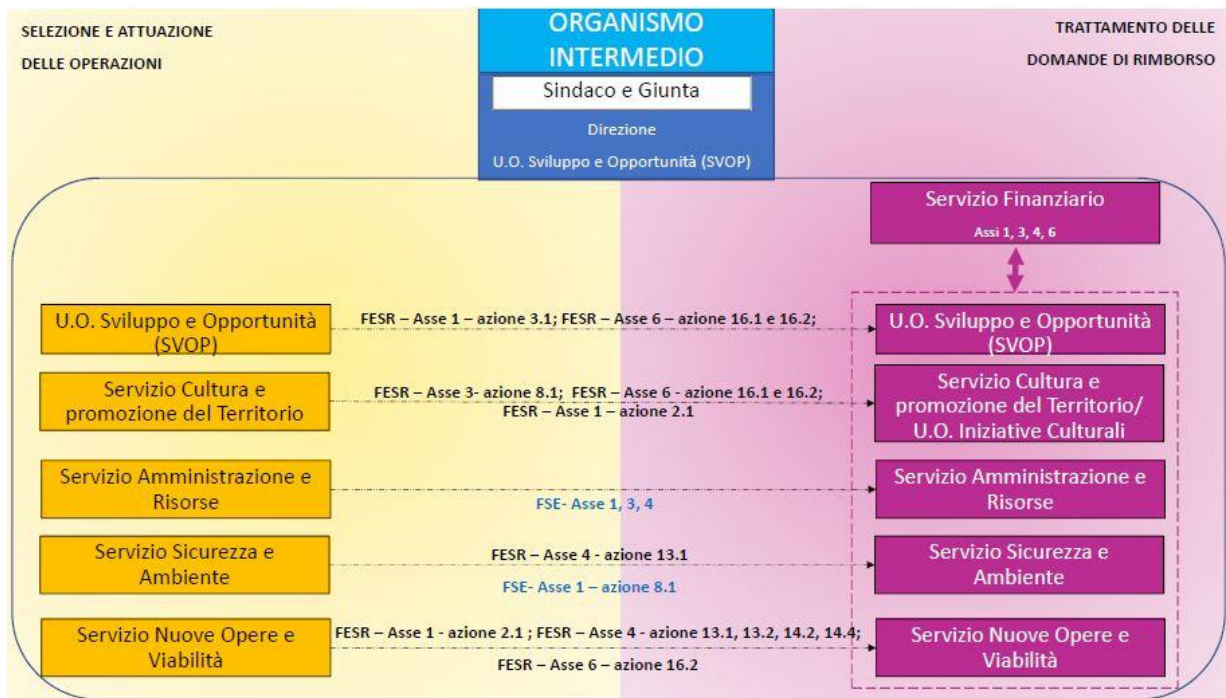 SELEZIONE E ATTUAZIONE
DELLE OPERAZIONI
ORGANISMO
INTERMEDIO
Sindaco e Giunta
Direzione
U.O. Sviluppo e Opportunità (SVOP)
TRATTAMENTO DELLE
DOMANDE DI RIMBORSO
Servizio Finanziario
Assi 1, 3, 4, 6
U.O. Sviluppo e Opportunità
(SVOP)
FESR – Asse 1 – azione 3.1; FESR – Asse 6 – azione 16.1 e 16.2;
U.O. Sviluppo e Opportunità
(SVOP)
Servizio Cultura e
promozione del Territorio
FESR – Asse 3- azione 8.1; FESR – Asse 6 - azione 16.1 e 16.2;
FESR – Asse 1 – azione 2.1
Servizio Cultura e
promozione del Territorio/
U.O. Iniziative Culturali
Servizio Amministrazione e
Risorse
FSE- Asse 1, 3, 4
Servizio Amministrazione e
Risorse
Servizio Sicurezza e
Ambiente
FESR – Asse 4 - azione 13.1
FSE- Asse 1 – azione 8.1
Servizio Sicurezza e
Ambiente
Servizio Nuove Opere e
Viabilità
FESR – Asse 1 - azione 2.1 ; FESR – Asse 4 - azione 13.1, 13.2, 14.2, 14.4;
FESR – Asse 6 – azione 16.2
Servizio Nuove Opere e
Viabilità